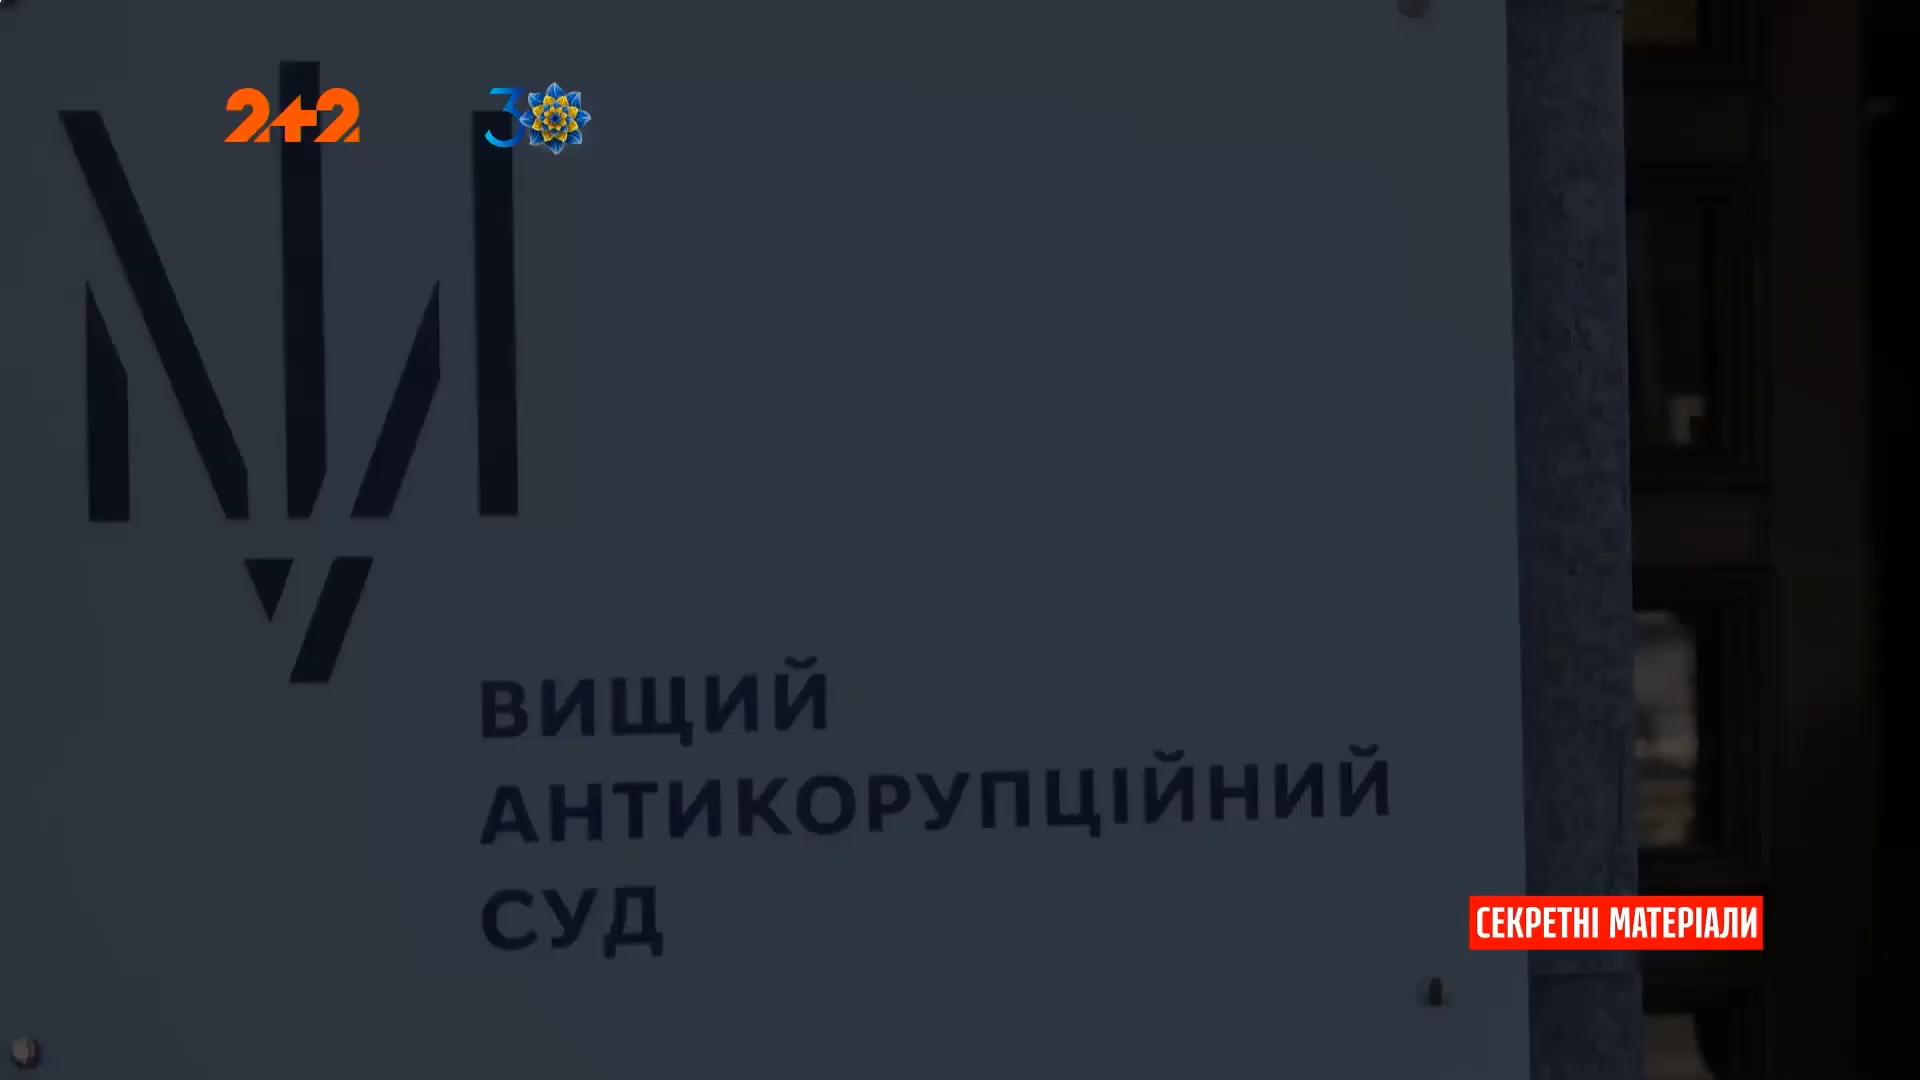 2+2
30
ВИЩИЙ
АНТИКОРУПЦІЙНИЙ
СУД
СЕКРЕТНІ МАТЕРІАЛИ